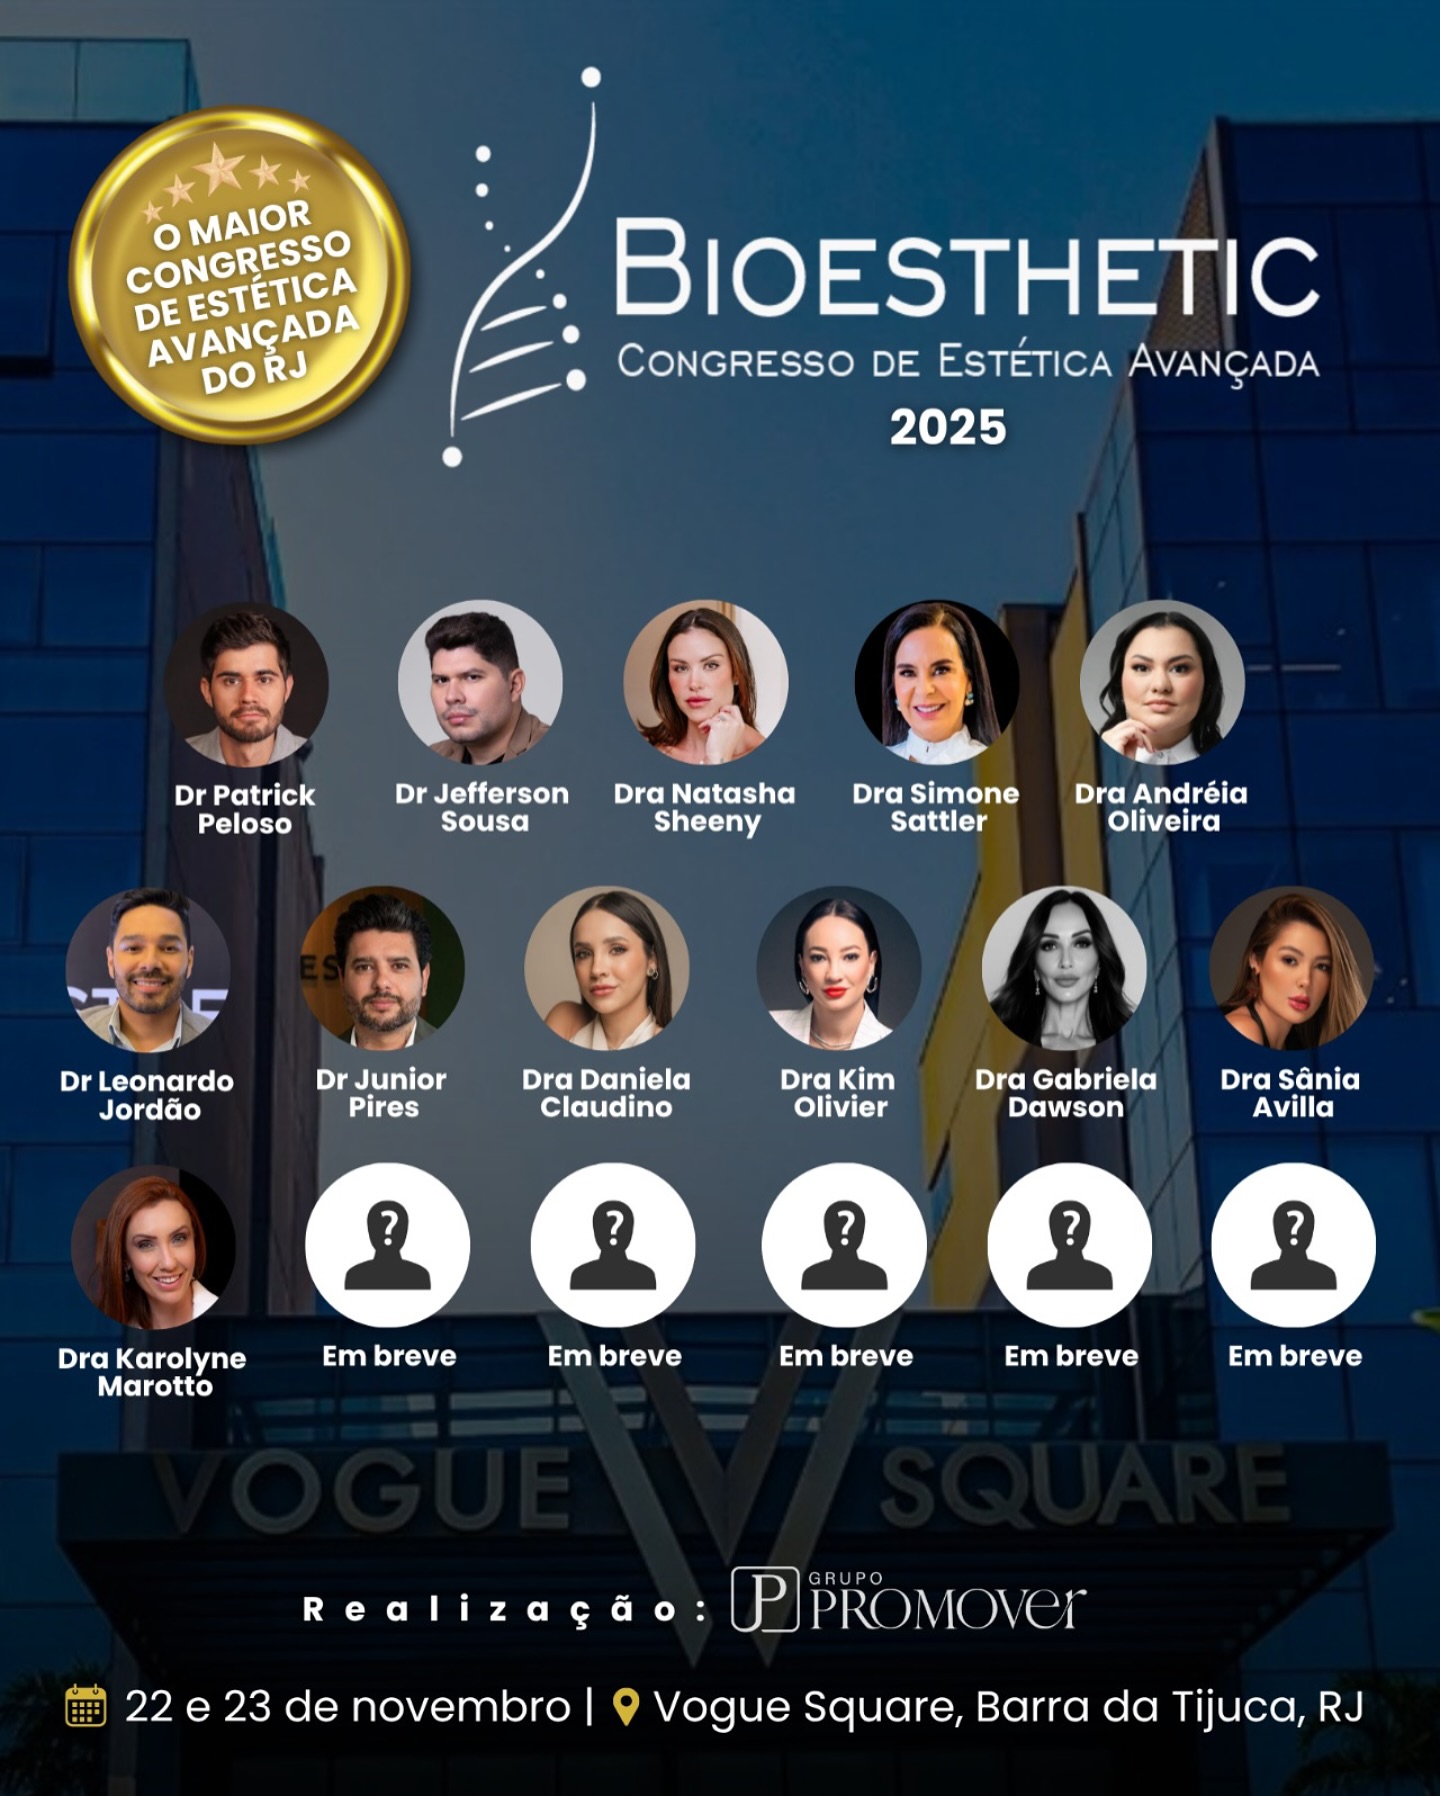 O MAIOR
CONGRESSO
DE ESTÉTICA
AVANÇADA
DO RJ
BIOESTHETIC
CONGRESSO DE ESTÉTICA AVANÇADA
2025
Dr Patrick
Peloso
Dr Jefferson
Sousa
Dra Natasha
Sheeny
Dra Simone
Sattler
Dra Andréia
Oliveira
Dr Leonardo
Jordão
Dr Junior
Pires
Dra Daniela
Claudino
Dra Kim
Olivier
Dra Gabriela
Dawson
Dra Sânia
Avilla
Dra Karolyne
Marotto
?
Em breve
?
Em breve
?
Em breve
?
Em breve
?
Em breve
VOGUE SQUARE
Realização: GRUPO
PROMOVER
22 e 23 de novembro | Vogue Square, Barra da Tijuca, RJ